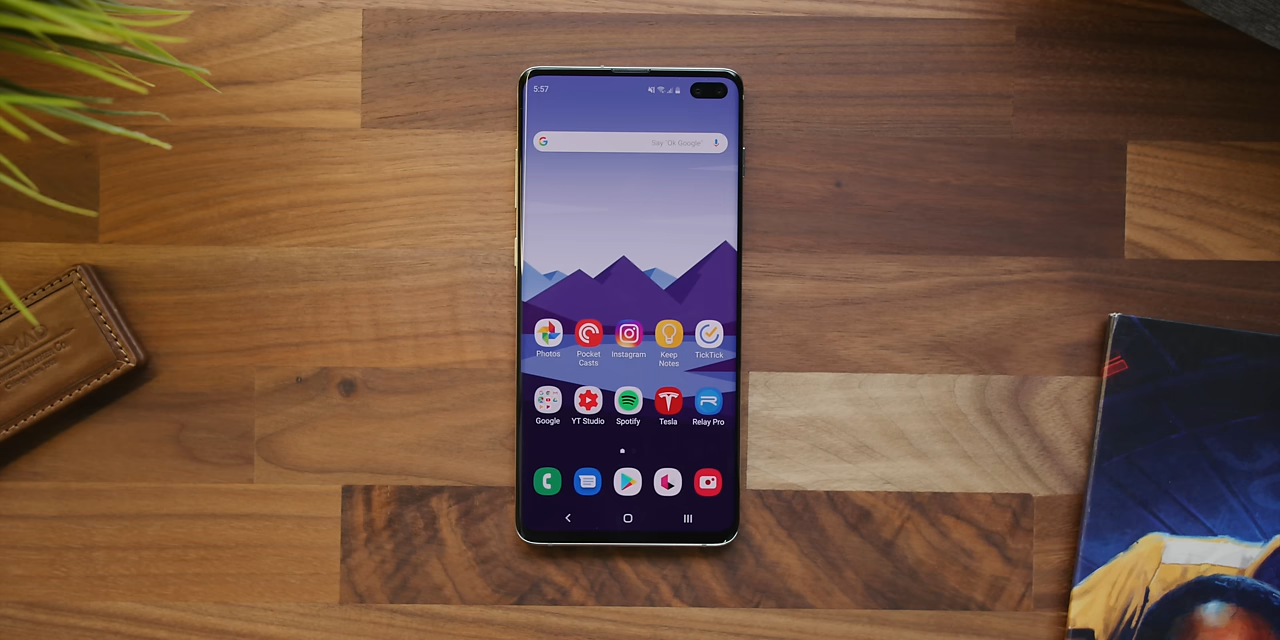 5:57
Say "Ok Google"
Photos
Pocket
Casts
Instagram
Keep
Notes
TickTick
Google
YT Studio
Spotify
Tesla
Relay Pro